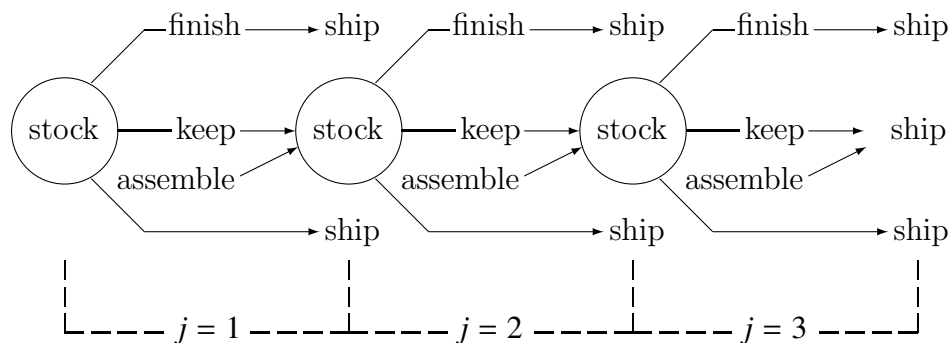 finish ship finish ship finish ship
stock keep stock keep stock keep ship
assemble assemble assemble
ship ship ship
j = 1 j = 2 j = 3